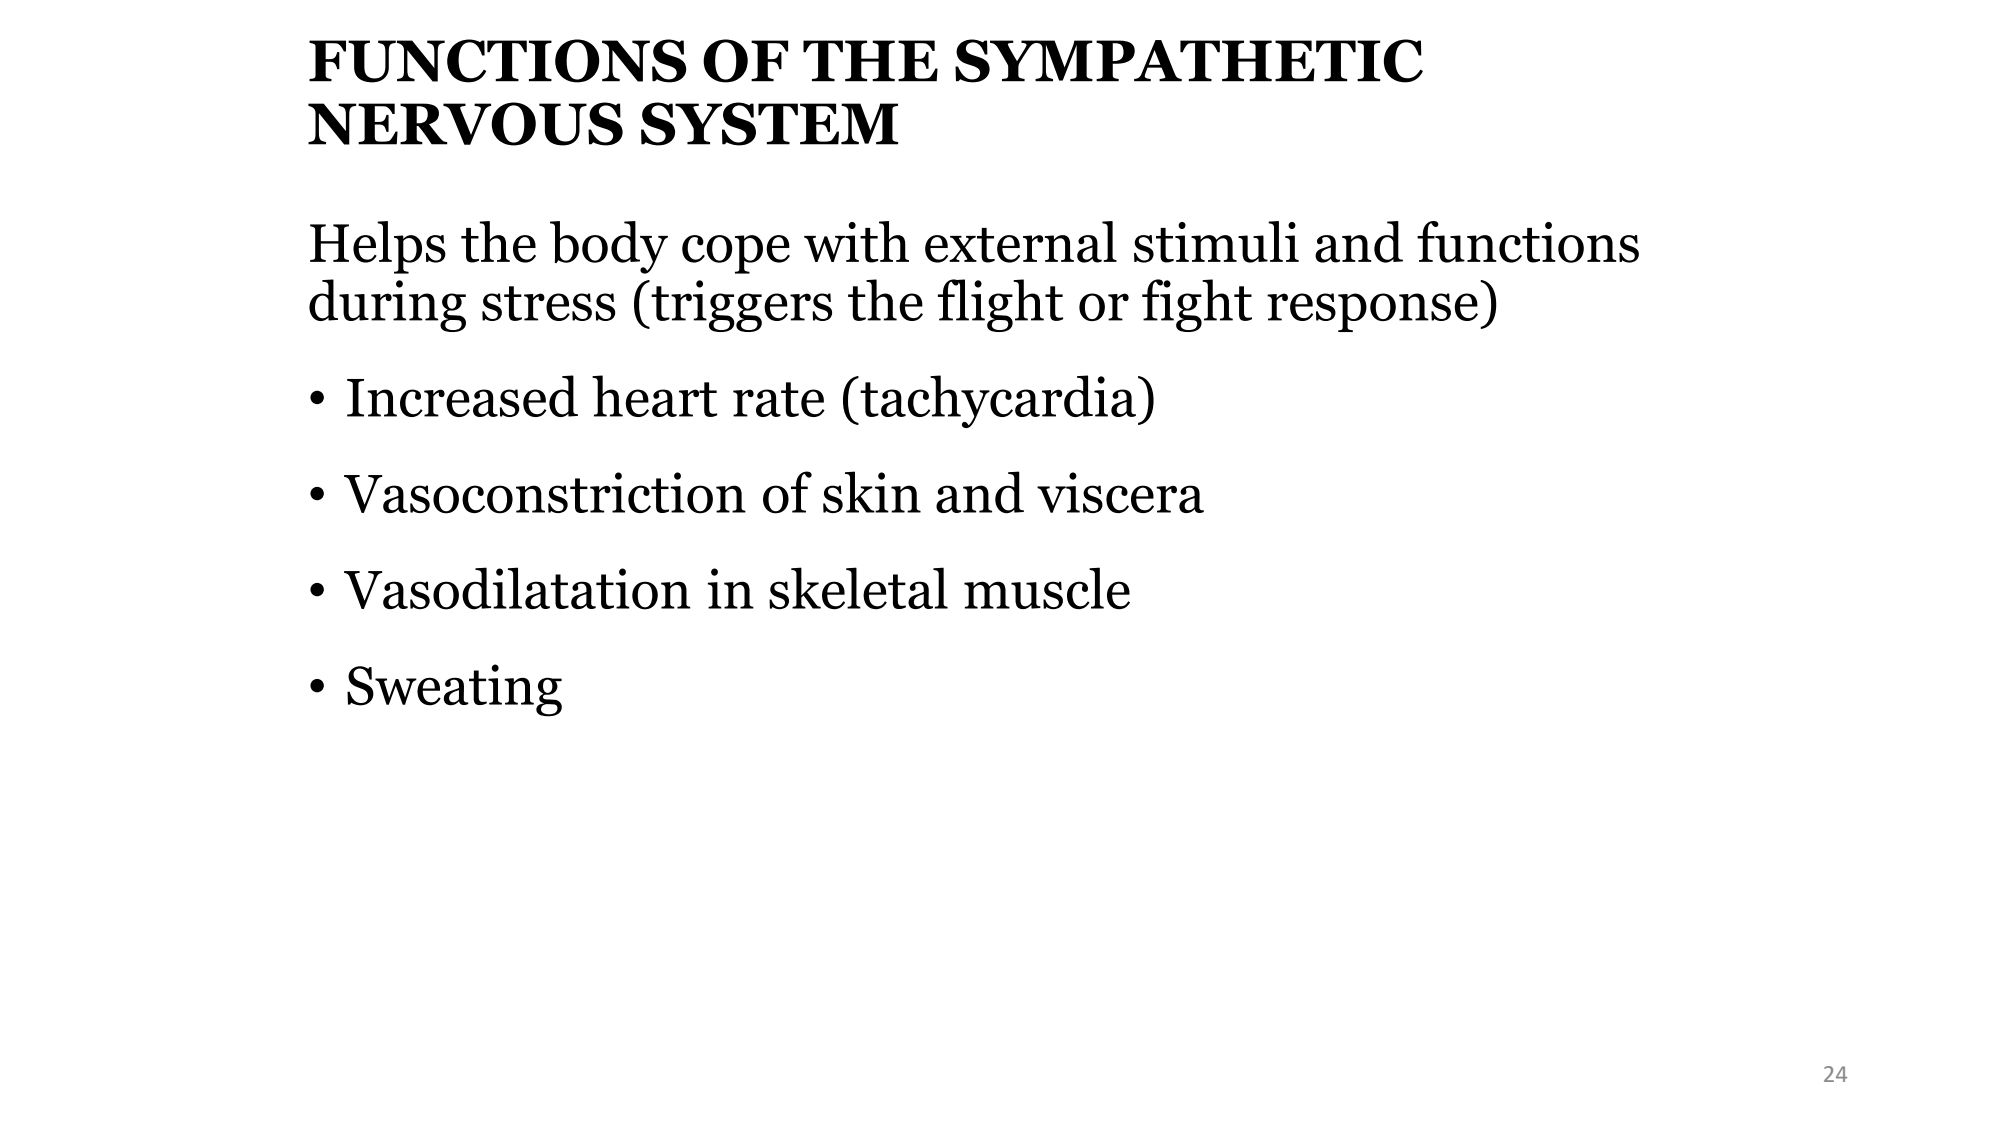 FUNCTIONS OF THE SYMPATHETIC
NERVOUS SYSTEM
Helps the body cope with external stimuli and functions
during stress (triggers the flight or fight response)
• Increased heart rate (tachycardia)
• Vasoconstriction of skin and viscera
• Vasodilatation in skeletal muscle
• Sweating
24